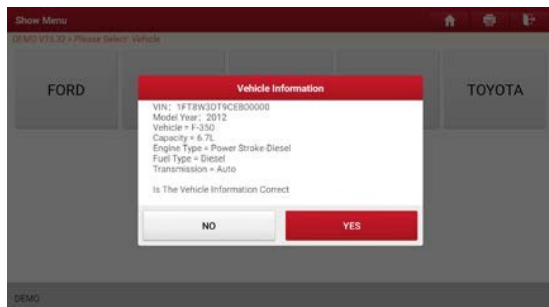 Show Menu
DEMO V15.32 > Please Select Vehicle
FORD
TOYOTA
Vehicle Information
VIN: 1FT8W3DT9CEB00000
Model Year: 2012
Vehicle = F-350
Capacity = 6.7L
Engine Type = Power Stroke Diesel
Fuel Type = Diesel
Transmission = Auto
Is The Vehicle Information Correct
NO
YES
DEMO